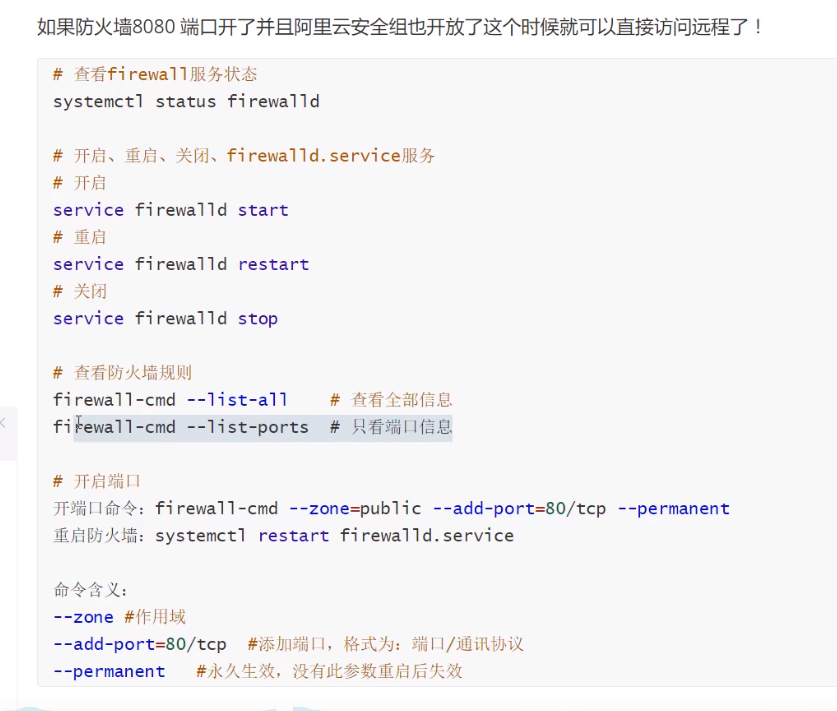 如果防火墙8080 端口开了并且阿里云安全组也开放了这个时候就可以直接访问远程了！
# 查看firewall服务状态
systemctl status firewalld
# 开启、重启、关闭、firewalld.service服务
# 开启
service firewalld start
# 重启
service firewalld restart
# 关闭
service firewalld stop
# 查看防火墙规则
firewall-cmd --list-all    # 查看全部信息
firewall-cmd --list-ports  # 只看端口信息
# 开启端口
开端口命令：firewall-cmd --zone=public --add-port=80/tcp --permanent
重启防火墙：systemctl restart firewalld.service
命令含义：
--zone #作用域
--add-port=80/tcp  #添加端口，格式为：端口/通讯协议
--permanent   #永久生效，没有此参数重启后失效